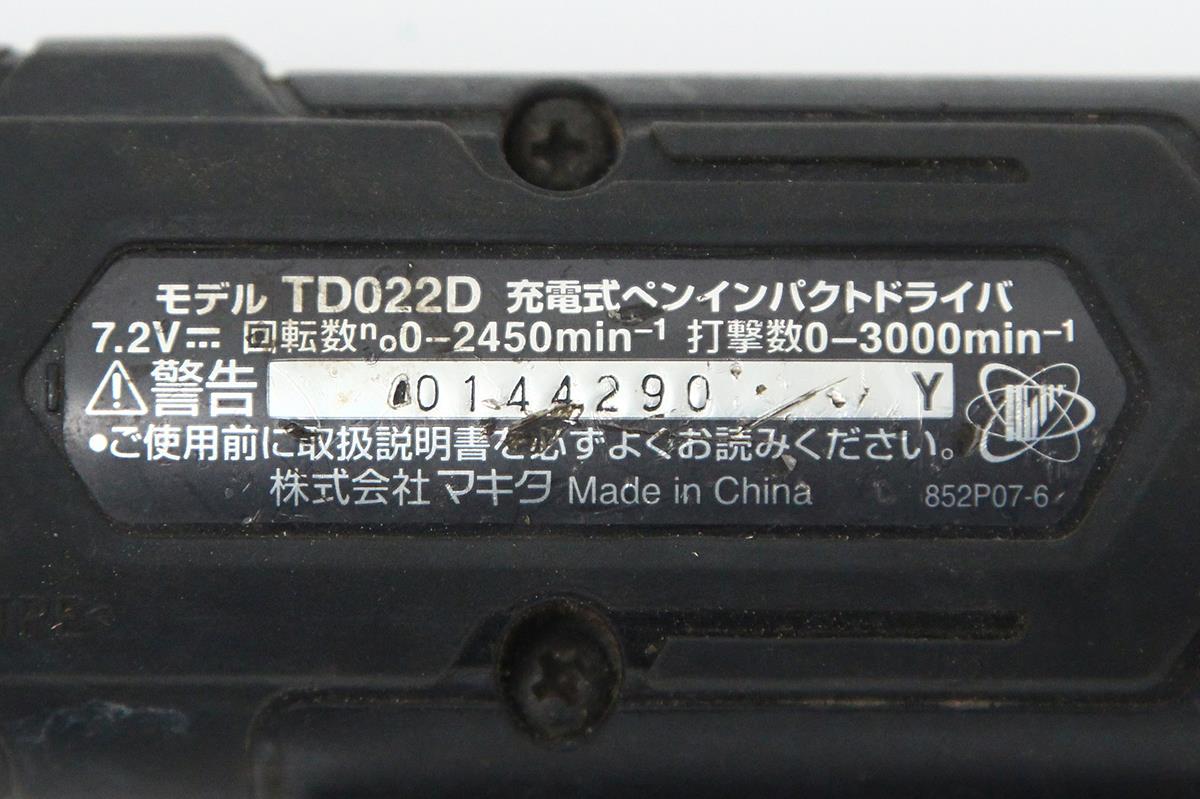 モデル TD022D 充電式ペンインパクトドライバ
7.2V⎓ 回転数n₀0-2450min⁻¹ 打撃数0-3000min⁻¹
⚠警告 0144290 Y
●ご使用前に取扱説明書を必ずよくお読みください。
株式会社マキタ Made in China 852P07-6